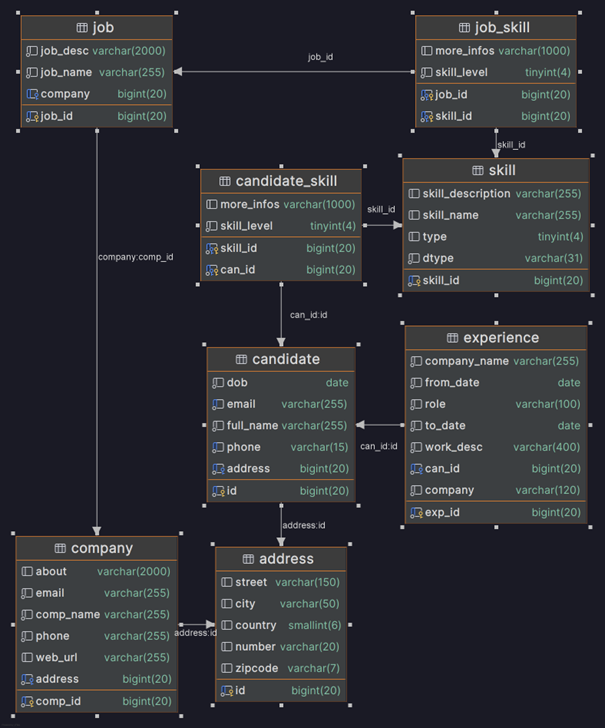 job
job_desc varchar(2000)
job_name varchar(255)
company bigint(20)
job_id bigint(20)
job_id
job_skill
more_infos varchar(1000)
skill_level tinyint(4)
job_id bigint(20)
skill_id bigint(20)
skill_id
candidate_skill
more_infos varchar(1000)
skill_level tinyint(4)
skill_id bigint(20)
can_id bigint(20)
skill_id
skill
skill_description varchar(255)
skill_name varchar(255)
type tinyint(4)
dtype varchar(31)
skill_id bigint(20)
company:comp_id
can_id:id
candidate
dob date
email varchar(255)
full_name varchar(255)
phone varchar(15)
address bigint(20)
id bigint(20)
can_id:id
experience
company_name varchar(255)
from_date date
role varchar(100)
to_date date
work_desc varchar(400)
can_id bigint(20)
company varchar(120)
exp_id bigint(20)
address:id
company
about varchar(2000)
email varchar(255)
comp_name varchar(255)
phone varchar(255)
web_url varchar(255)
address bigint(20)
comp_id bigint(20)
address:id
address
street varchar(150)
city varchar(50)
country smallint(6)
number varchar(20)
zipcode varchar(7)
id bigint(20)